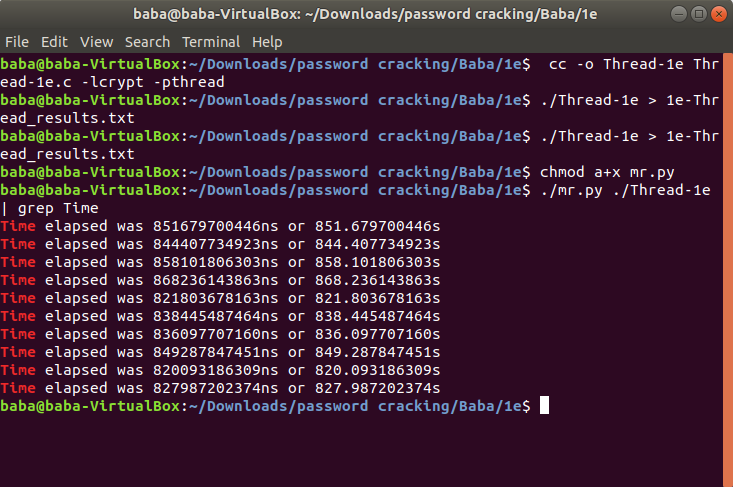 baba@baba-VirtualBox: ~/Downloads/password cracking/Baba/1e
File Edit View Search Terminal Help
baba@baba-VirtualBox:~/Downloads/password cracking/Baba/1e$  cc -o Thread-1e Thr
ead-1e.c -lcrypt -pthread
baba@baba-VirtualBox:~/Downloads/password cracking/Baba/1e$ ./Thread-1e > 1e-Thr
ead_results.txt
baba@baba-VirtualBox:~/Downloads/password cracking/Baba/1e$ ./Thread-1e > 1e-Thr
ead_results.txt
baba@baba-VirtualBox:~/Downloads/password cracking/Baba/1e$ chmod a+x mr.py
baba@baba-VirtualBox:~/Downloads/password cracking/Baba/1e$ ./mr.py ./Thread-1e
| grep Time
Time elapsed was 851679700446ns or 851.679700446s
Time elapsed was 844407734923ns or 844.407734923s
Time elapsed was 858101806303ns or 858.101806303s
Time elapsed was 868236143863ns or 868.236143863s
Time elapsed was 821803678163ns or 821.803678163s
Time elapsed was 838445487464ns or 838.445487464s
Time elapsed was 836097707160ns or 836.097707160s
Time elapsed was 849287847451ns or 849.287847451s
Time elapsed was 820093186309ns or 820.093186309s
Time elapsed was 827987202374ns or 827.987202374s
baba@baba-VirtualBox:~/Downloads/password cracking/Baba/1e$